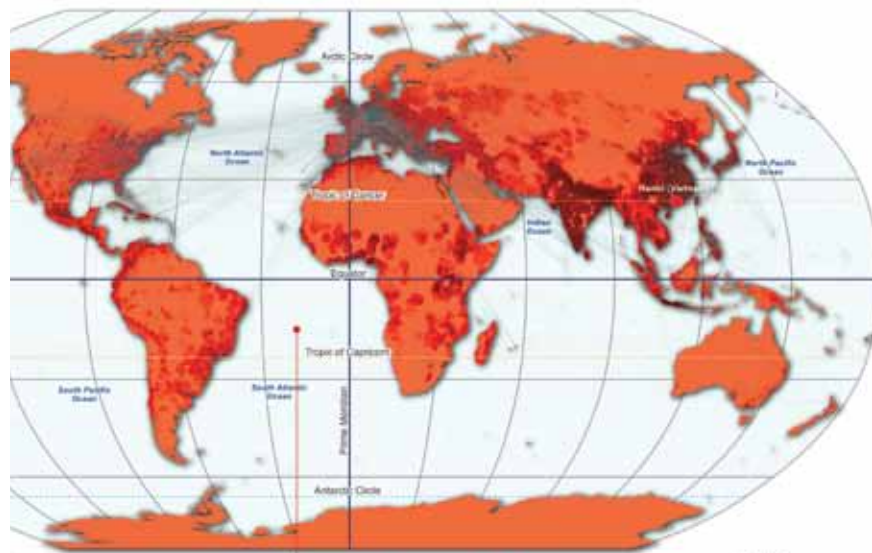 Arctic Circle
North Atlantic
Ocean
North Pacific
Ocean
Tropic of Cancer
Hanoi (Vietnam)
Indian
Ocean
Equator
Tropic of Capricorn
South Pacific
Ocean
South Atlantic
Ocean
Prime Meridian
Antarctic Circle